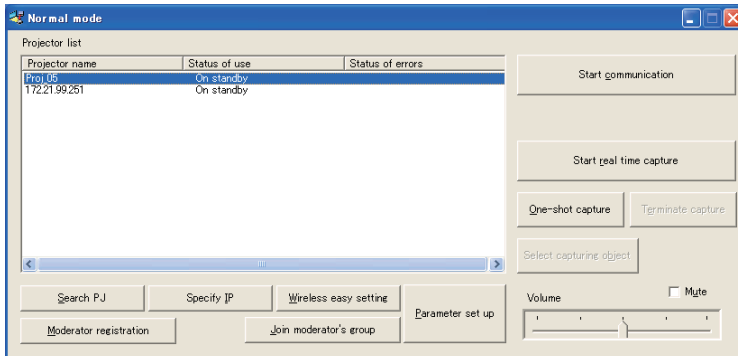 Normal mode
Projector list
Projector name Status of use Status of errors
Proj_05 On standby
172.21.99.251 On standby
Start communication
Start real time capture
One-shot capture Terminate capture
Select capturing object
Search PJ Specify IP Wireless easy setting
Moderator registration Join moderator's group
Parameter set up
Volume Mute